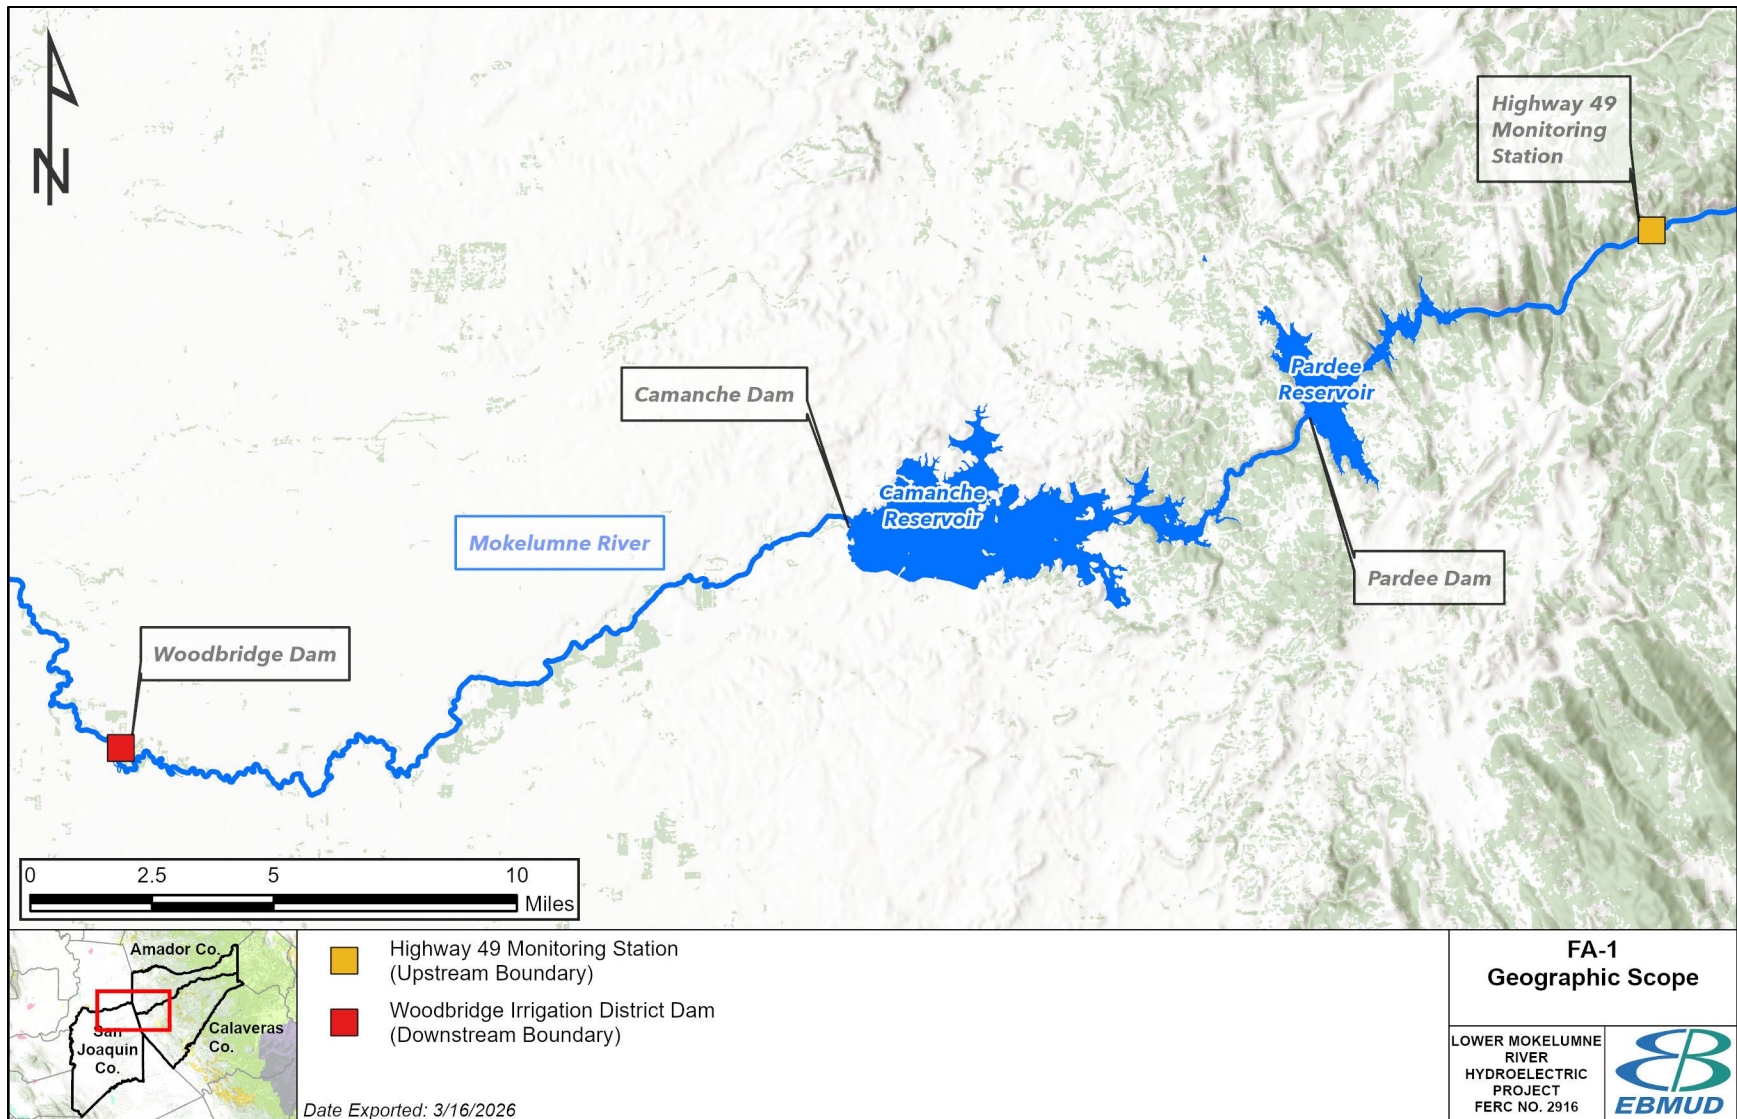 N
Highway 49
Monitoring
Station
Pardee
Reservoir
Camanche Dam
Camanche
Reservoir
Mokelumne River
Pardee Dam
Woodbridge Dam
0 2.5 5 10
Miles
Amador Co.
San
Joaquin
Co.
Calaveras
Co.
Highway 49 Monitoring Station
(Upstream Boundary)
Woodbridge Irrigation District Dam
(Downstream Boundary)
Date Exported: 3/16/2026
FA-1
Geographic Scope
LOWER MOKELUMNE
RIVER
HYDROELECTRIC
PROJECT
FERC NO. 2916
EBMUD